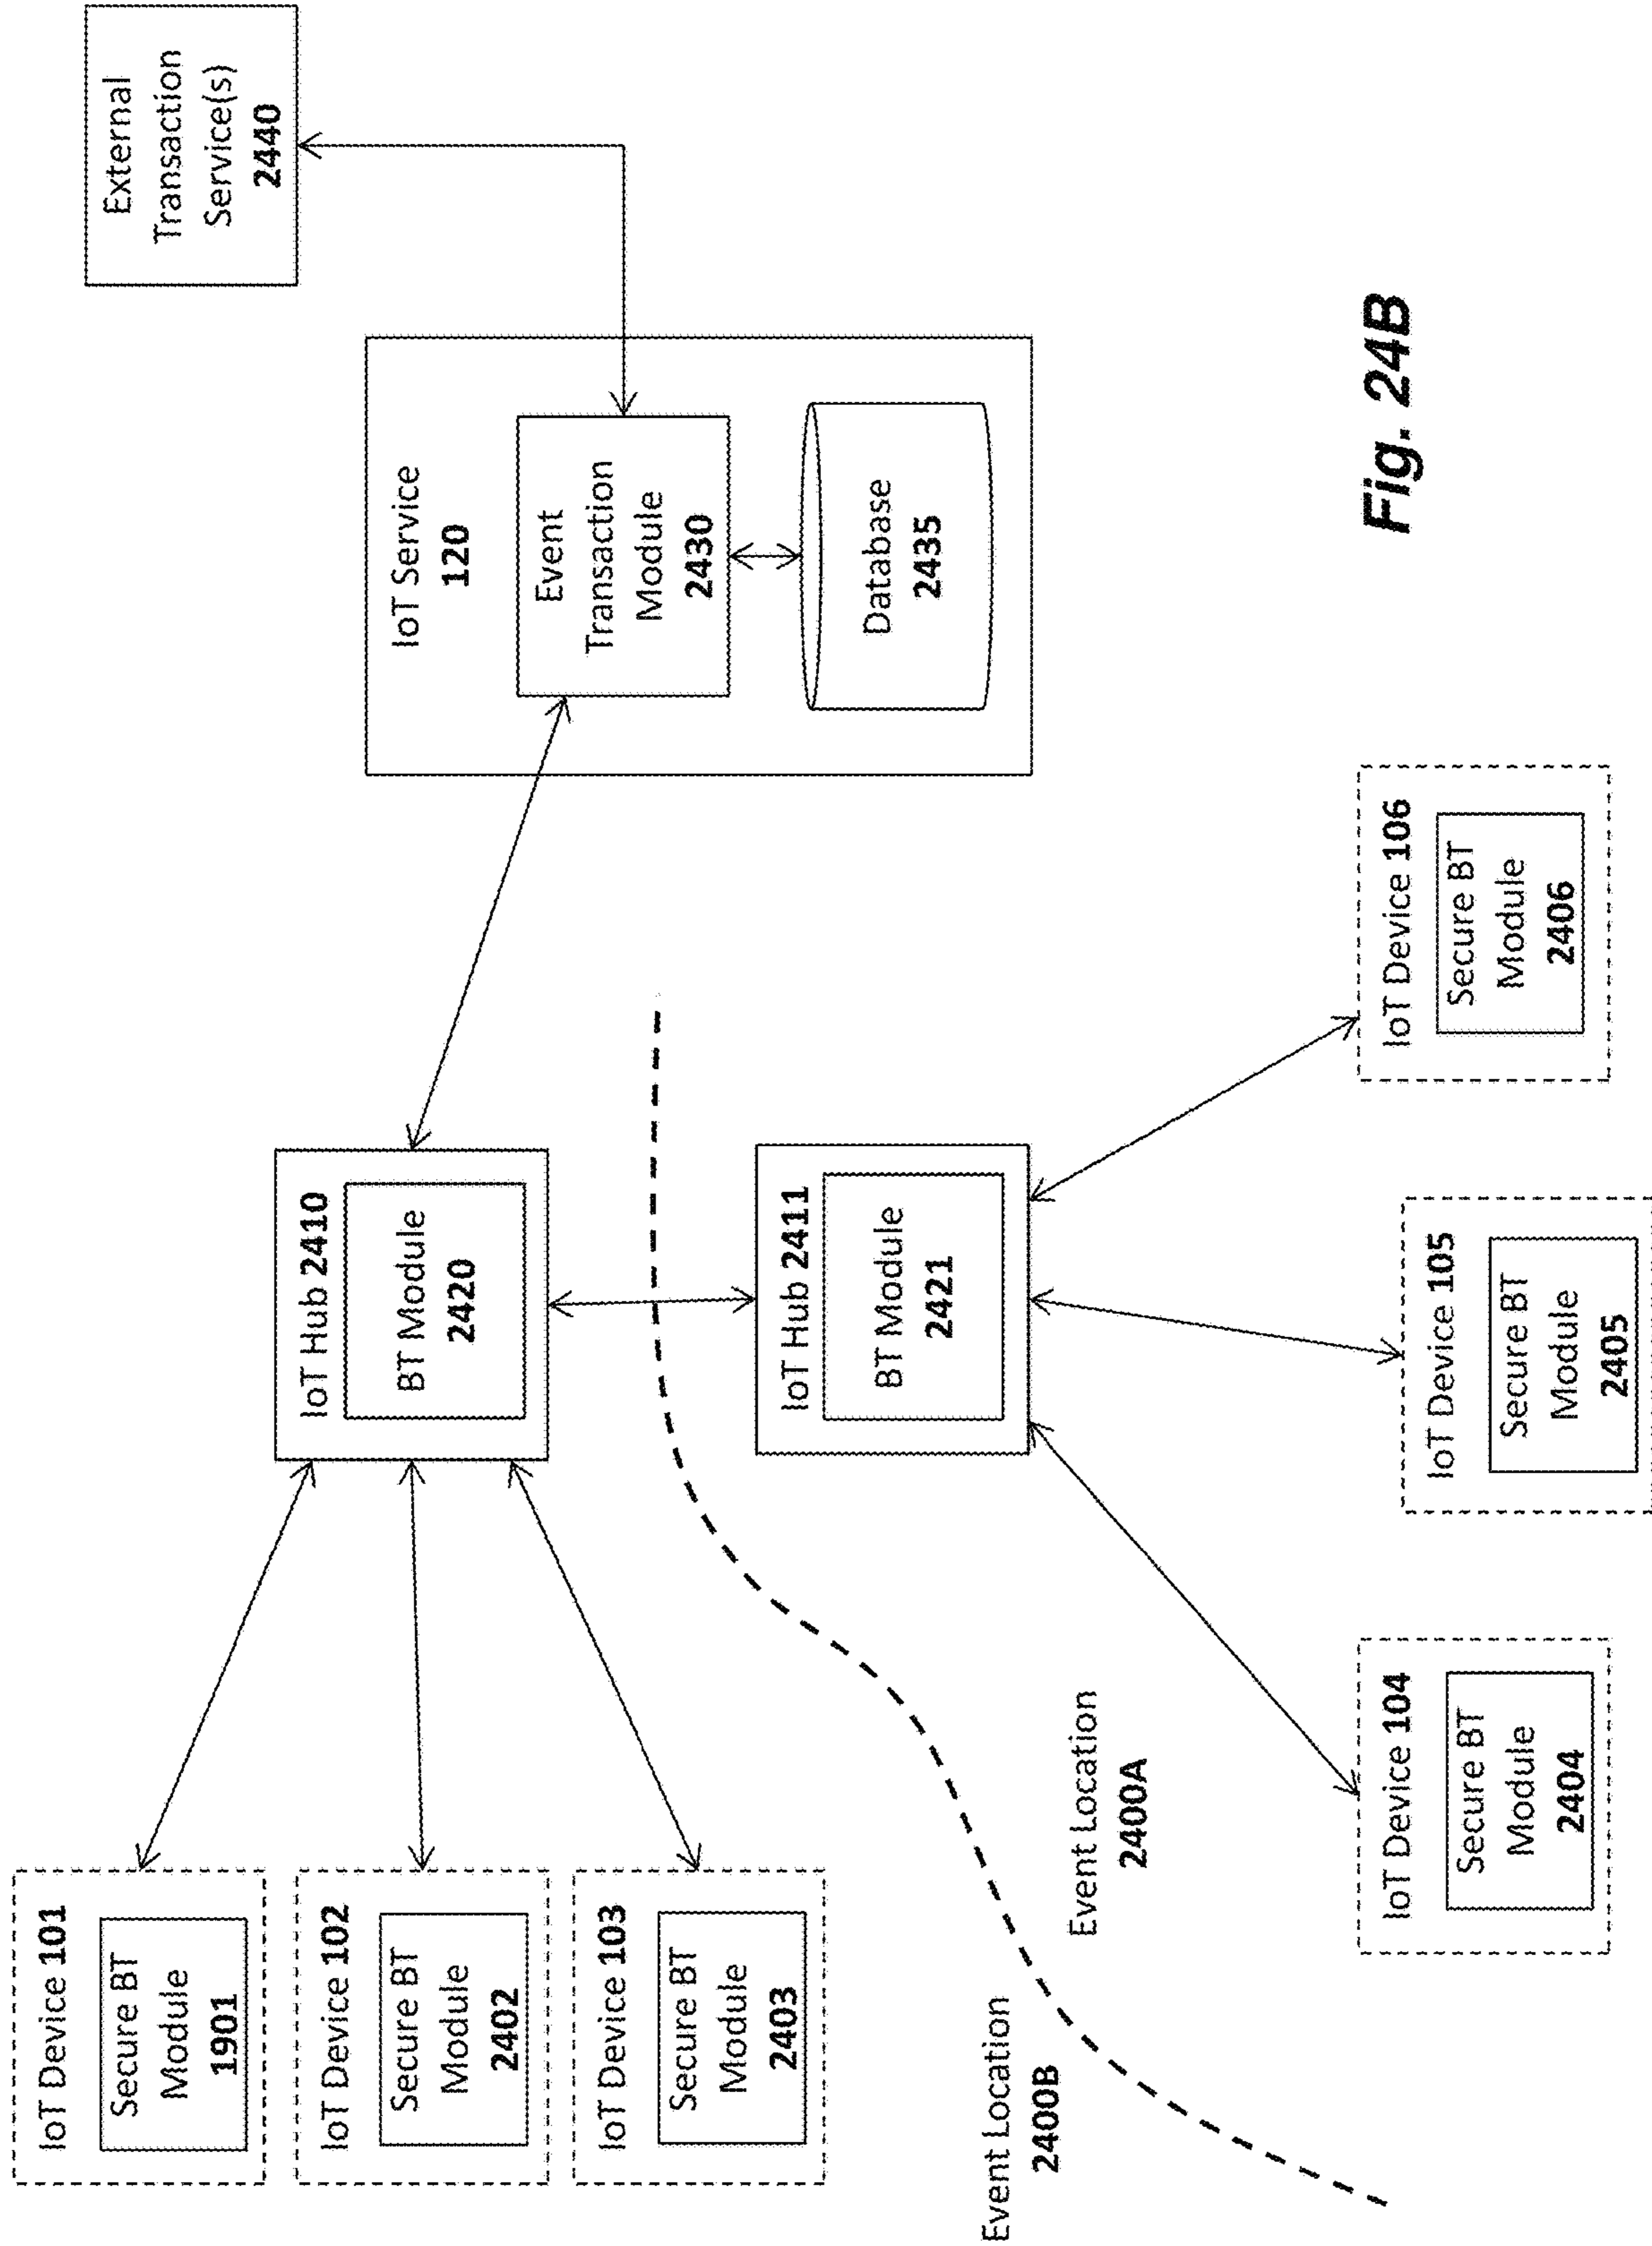 External
Transaction
Service(s)
2440
IoT Device 101
Secure BT
Module
1901
IoT Device 102
Secure BT
Module
2402
IoT Device 103
Secure BT
Module
2403
IoT Hub 2410
BT Module
2420
IoT Service
120
Event
Transaction
Module
2430
Database
2435
Event Location
2400B
Event Location
2400A
IoT Hub 2411
BT Module
2421
IoT Device 104
Secure BT
Module
2404
IoT Device 105
Secure BT
Module
2405
IoT Device 106
Secure BT
Module
2406
Fig. 24B